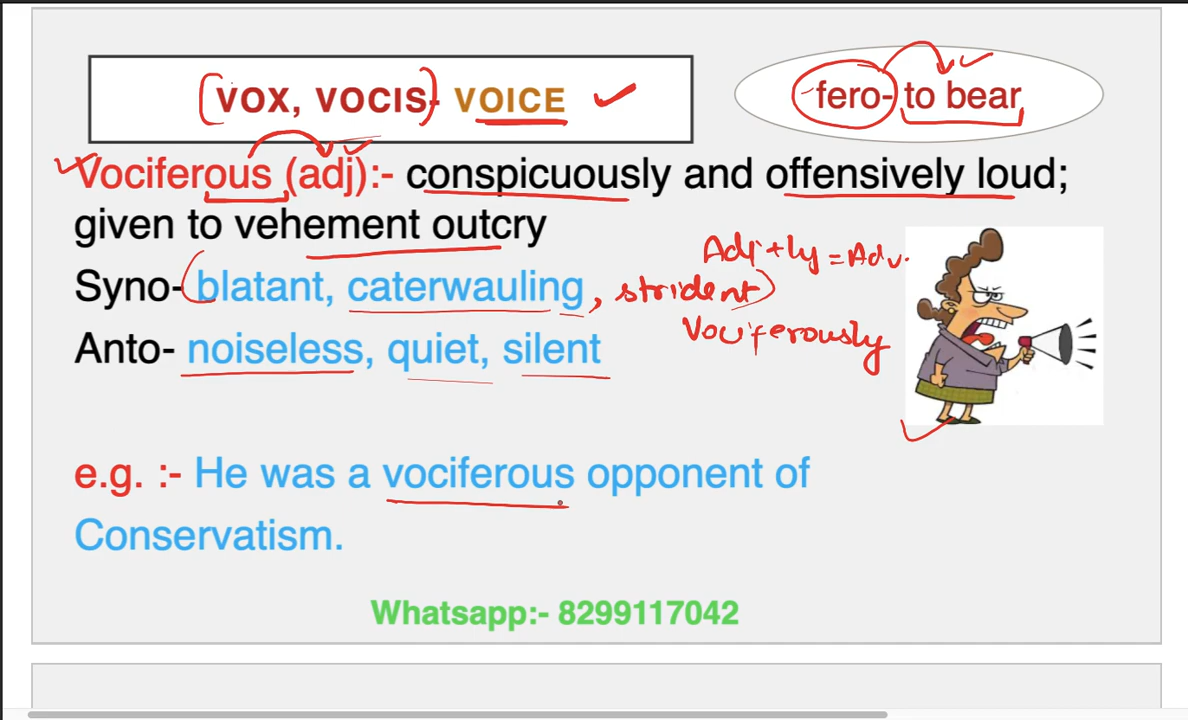 VOX, VOCIS- VOICE
fero- to bear
Vociferous (adj):- conspicuously and offensively loud;
given to vehement outcry
Adj+ly=Adv.
Syno- blatant, caterwauling, strident
Vociferously
Anto- noiseless, quiet, silent
e.g. :- He was a vociferous opponent of
Conservatism.
Whatsapp:- 8299117042